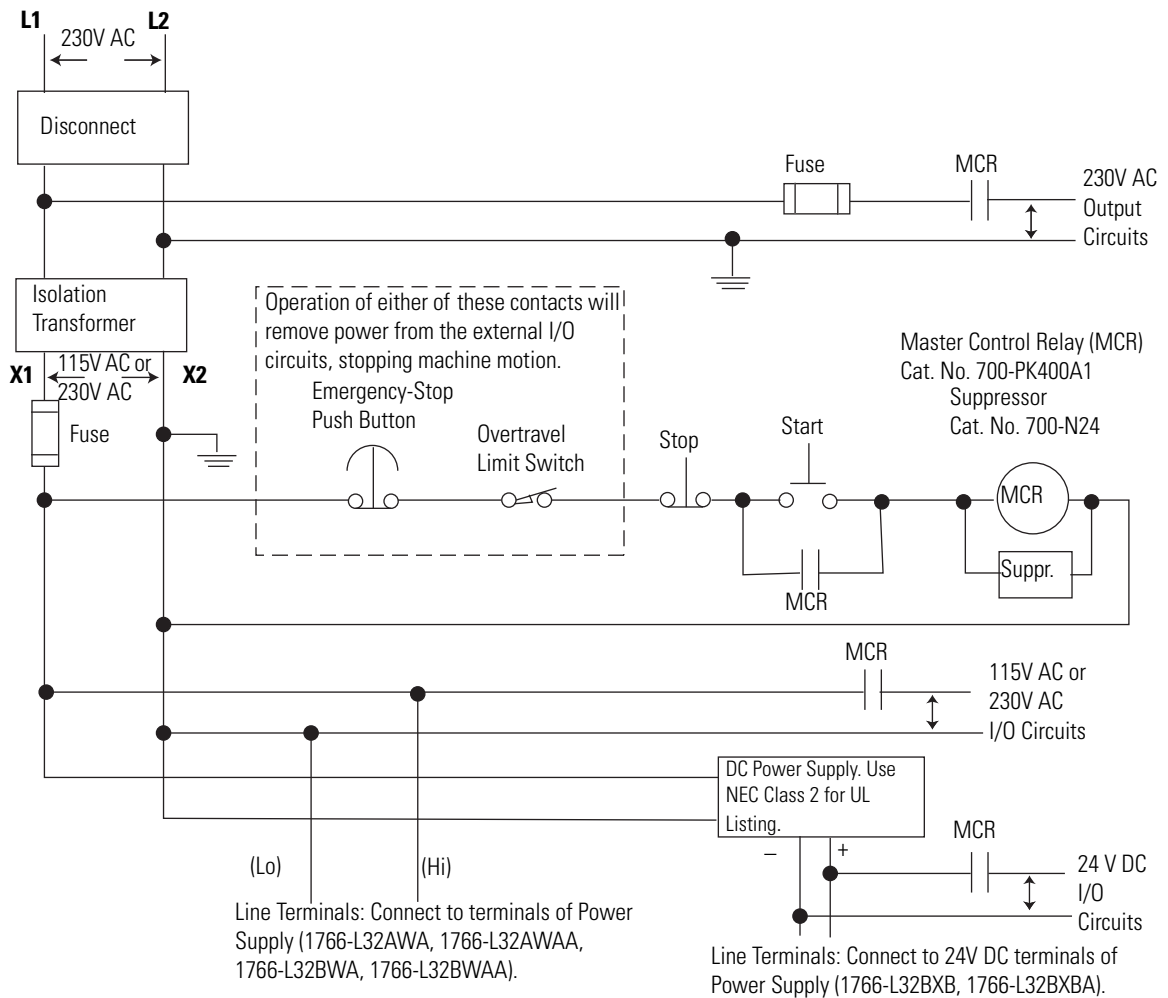 L1
L2
230V AC
Disconnect
Fuse
MCR
230V AC
Output
Circuits
Isolation
Transformer
Operation of either of these contacts will
remove power from the external I/O
circuits, stopping machine motion.
X1
115V AC or
230V AC
X2
Fuse
Emergency-Stop
Push Button
Overtravel
Limit Switch
Stop
Start
Master Control Relay (MCR)
Cat. No. 700-PK400A1
Suppressor
Cat. No. 700-N24
MCR
Suppr.
MCR
MCR
115V AC or
230V AC
I/O Circuits
DC Power Supply. Use
NEC Class 2 for UL
Listing.
– +
MCR
24 V DC
I/O
Circuits
(Lo)
(Hi)
Line Terminals: Connect to terminals of Power
Supply (1766-L32AWA, 1766-L32AWAA,
1766-L32BWA, 1766-L32BWAA).
Line Terminals: Connect to 24V DC terminals of
Power Supply (1766-L32BXB, 1766-L32BXBA).